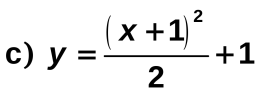 c) y = (x+1)²/2 + 1